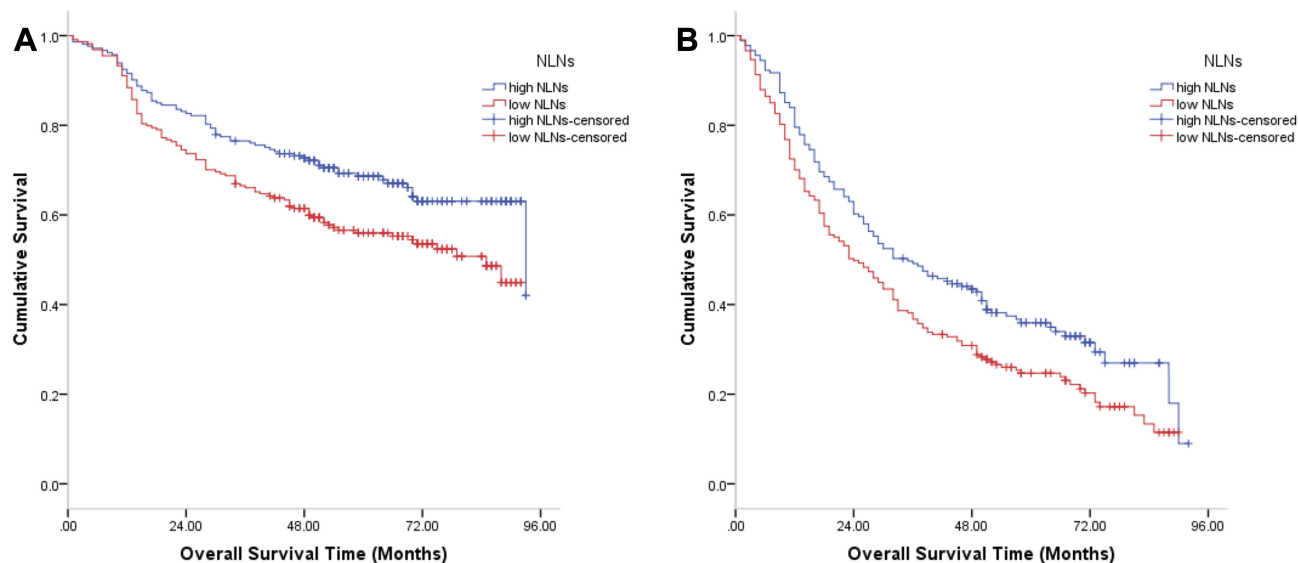 A
NLNs
high NLNs
low NLNs
high NLNs-censored
low NLNs-censored
1.0
0.8
0.6
0.4
0.2
0.0
Cumulative Survival
.00 24.00 48.00 72.00 96.00
Overall Survival Time (Months)
B
NLNs
high NLNs
low NLNs
high NLNs-censored
low NLNs-censored
1.0
0.8
0.6
0.4
0.2
0.0
Cumulative Survival
.00 24.00 48.00 72.00 96.00
Overall Survival Time (Months)